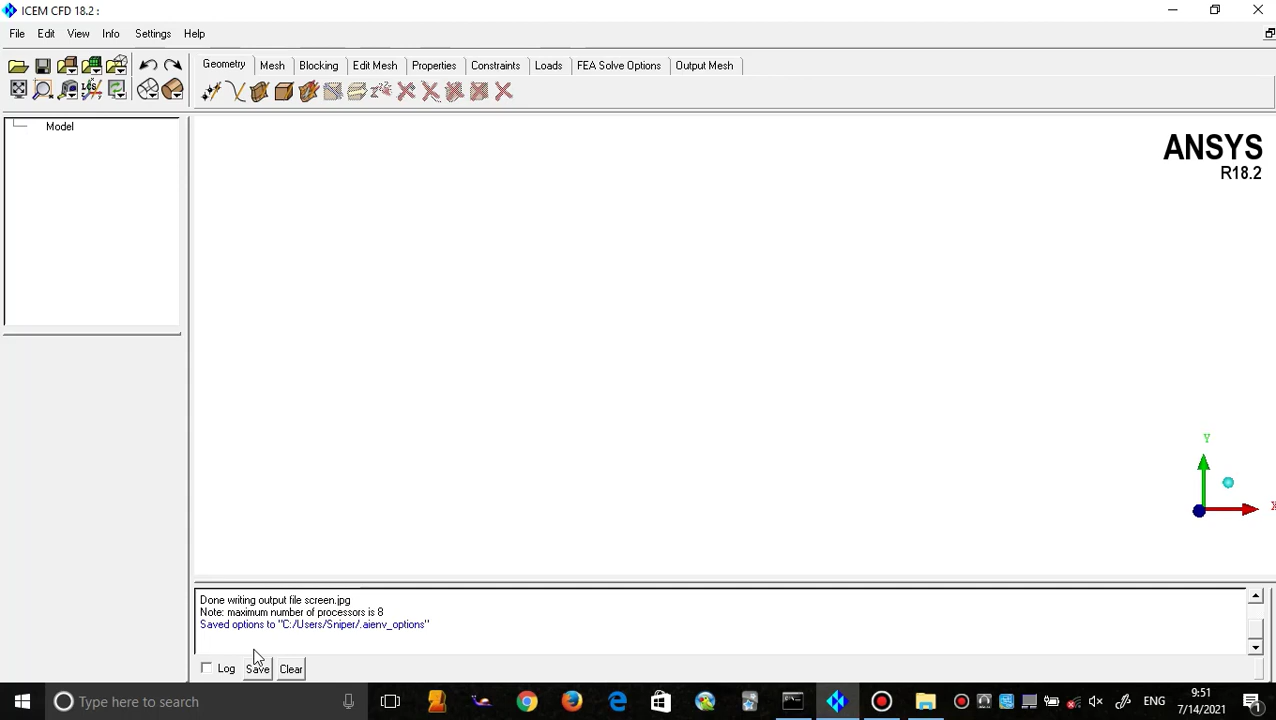 ICEM CFD 18.2 :
File Edit View Info Settings Help
Geometry Mesh Blocking Edit Mesh Properties Constraints Loads FEA Solve Options Output Mesh
LCS
Model
ANSYS
R18.2
Y
X
Done writing output file screen.jpg
Note: maximum number of processors is 8
Saved options to "C:/Users/Sniper/.aienv_options"
Log Save Clear
Type here to search
ENG
9:51
7/14/2021
1